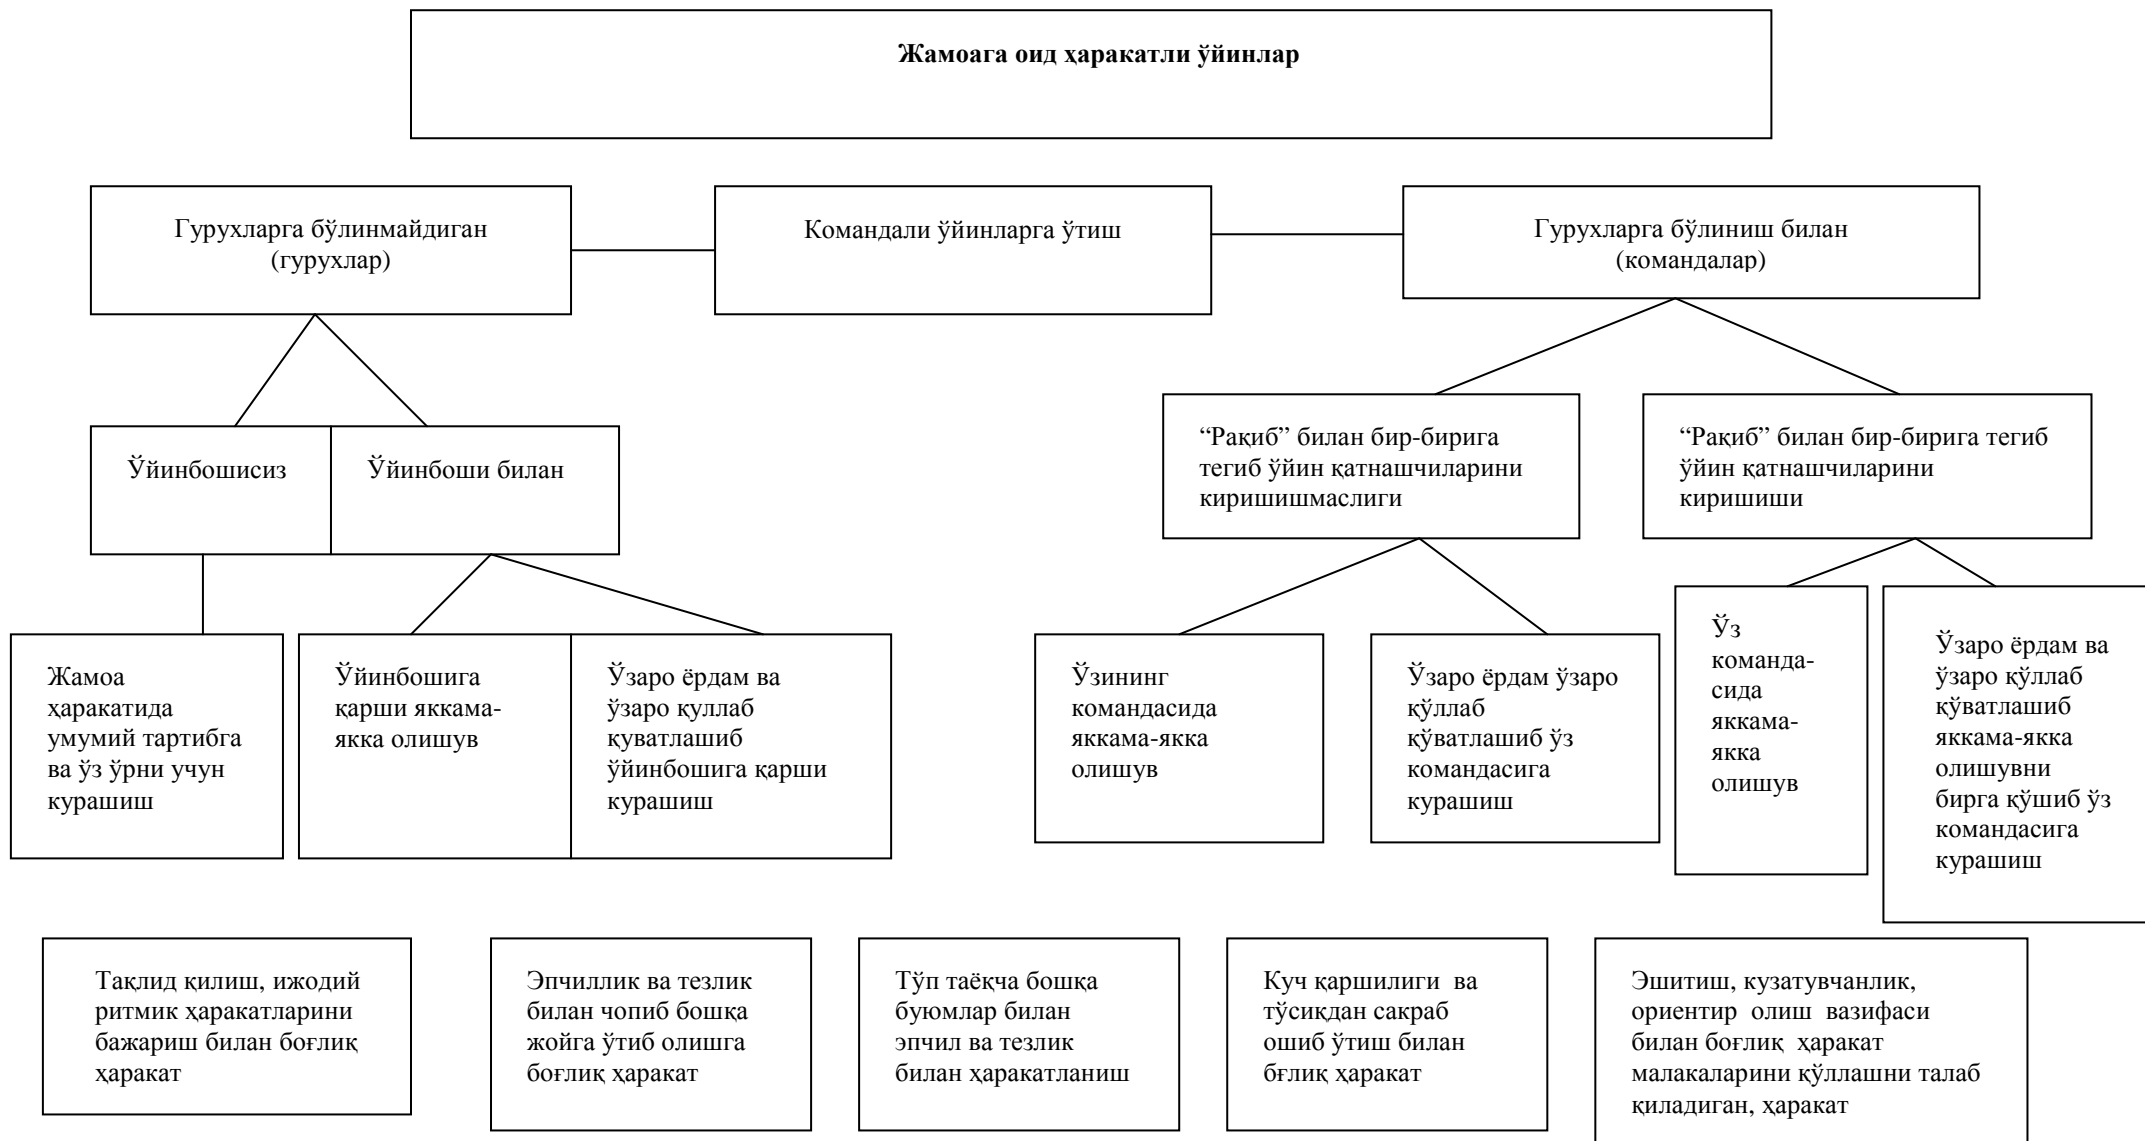 Жамоага оид ҳаракатли ўйинлар
Гурухларга бўлинмайдиган
(гурухлар)
Командали ўйинларга ўтиш
Гурухларга бўлиниш билан
(командалар)
Ўйинбошисиз
Ўйинбоши билан
“Рақиб” билан бир-бирига
тегиб ўйин қатнашчиларини
киришишмаслиги
“Рақиб” билан бир-бирига тегиб
ўйин қатнашчиларини
киришиши
Жамоа
ҳаракатида
умумий тартибга
ва ўз ўрни учун
курашиш
Ўйинбошига
қарши яккама-
якка олишув
Ўзаро ёрдам ва
ўзаро қуллаб
қуватлашиб
ўйинбошига қарши
курашиш
Ўзининг
командасида
яккама-якка
олишув
Ўзаро ёрдам ўзаро
қўллаб
қўватлашиб ўз
командасига
курашиш
Ўз
команда-
сида
яккама-
якка
олишув
Ўзаро ёрдам ва
ўзаро қўллаб
қўватлашиб
яккама-якка
олишувни
бирга қўшиб ўз
командасига
курашиш
Тақлид қилиш, ижодий
ритмик ҳаракатларини
бажариш билан боғлиқ
ҳаракат
Эпчиллик ва тезлик
билан чопиб бошқа
жойга ўтиб олишга
боғлиқ ҳаракат
Тўп таёқча бошқа
буюмлар билан
эпчил ва тезлик
билан ҳаракатланиш
Куч қаршилиги ва
тўсиқдан сакраб
ошиб ўтиш билан
бғлиқ ҳаракат
Эшитиш, кузатувчанлик,
ориентир олиш вазифаси
билан боғлиқ ҳаракат
малакаларини қўллашни талаб
қиладиган, ҳаракат